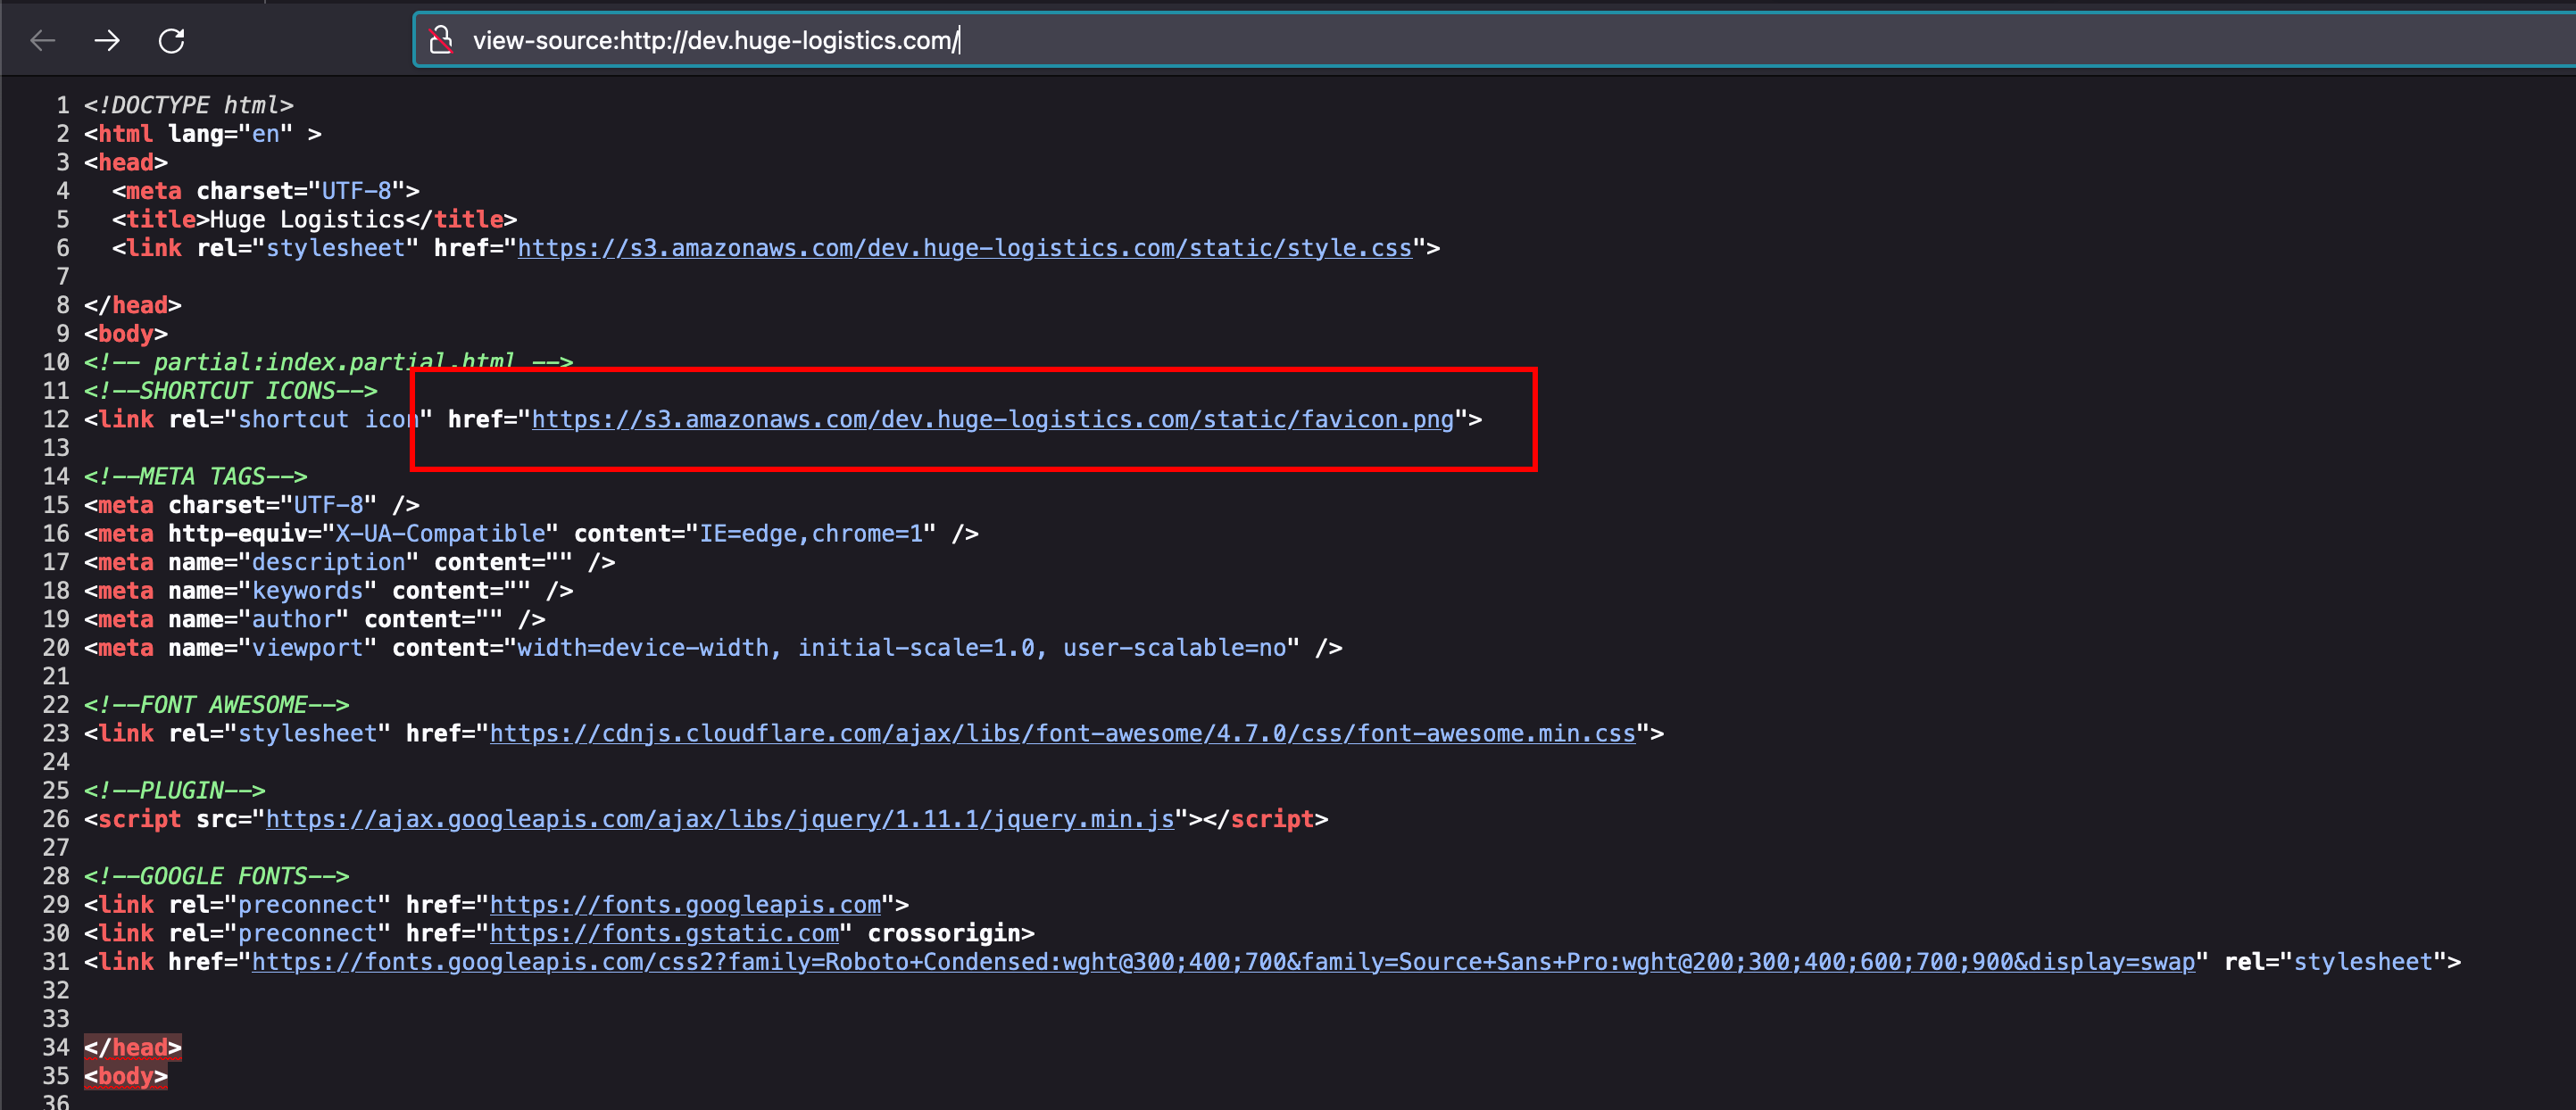 view-source:http://dev.huge-logistics.com/
1 <!DOCTYPE html>
2 <html lang="en" >
3 <head>
4   <meta charset="UTF-8">
5   <title>Huge Logistics</title>
6   <link rel="stylesheet" href="https://s3.amazonaws.com/dev.huge-logistics.com/static/style.css">
7
8 </head>
9 <body>
10 <!-- partial:index.partial.html -->
11 <!--SHORTCUT ICONS-->
12 <link rel="shortcut icon" href="https://s3.amazonaws.com/dev.huge-logistics.com/static/favicon.png">
13
14 <!--META TAGS-->
15 <meta charset="UTF-8" />
16 <meta http-equiv="X-UA-Compatible" content="IE=edge,chrome=1" />
17 <meta name="description" content="" />
18 <meta name="keywords" content="" />
19 <meta name="author" content="" />
20 <meta name="viewport" content="width=device-width, initial-scale=1.0, user-scalable=no" />
21
22 <!--FONT AWESOME-->
23 <link rel="stylesheet" href="https://cdnjs.cloudflare.com/ajax/libs/font-awesome/4.7.0/css/font-awesome.min.css">
24
25 <!--PLUGIN-->
26 <script src="https://ajax.googleapis.com/ajax/libs/jquery/1.11.1/jquery.min.js"></script>
27
28 <!--GOOGLE FONTS-->
29 <link rel="preconnect" href="https://fonts.googleapis.com">
30 <link rel="preconnect" href="https://fonts.gstatic.com" crossorigin>
31 <link href="https://fonts.googleapis.com/css2?family=Roboto+Condensed:wght@300;400;700&family=Source+Sans+Pro:wght@200;300;400;600;700;900&display=swap" rel="stylesheet">
32
33
34 </head>
35 <body>
36